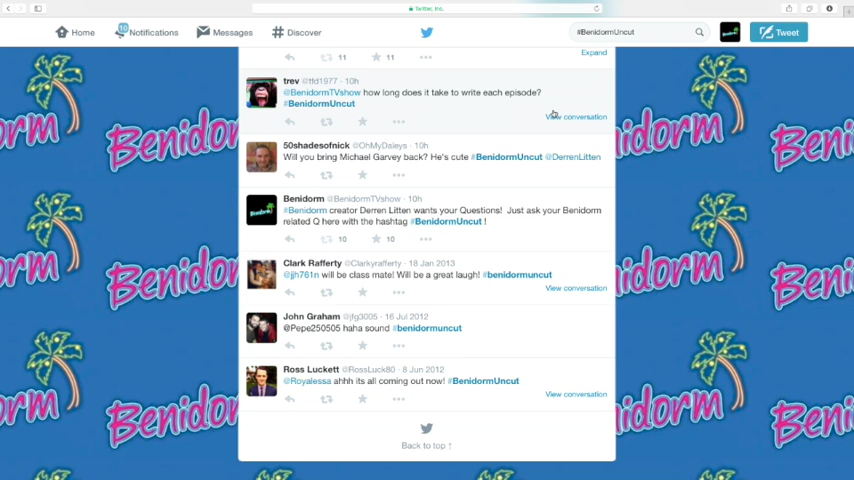 Twitter, Inc.
Home
10
Notifications
Messages
# Discover
#BenidormUncut
Tweet
11
11
Expand
trev @tfd1977 · 10h
@BenidormTVshow how long does it take to write each episode?
#BenidormUncut
View conversation
50shadesofnick @OhMyDaleys · 10h
Will you bring Michael Garvey back? He's cute #BenidormUncut @DerrenLitten
Benidorm @BenidormTVshow · 10h
#Benidorm creator Derren Litten wants your Questions! Just ask your Benidorm
related Q here with the hashtag #BenidormUncut !
10
10
Clark Rafferty @Clarkyrafferty · 18 Jan 2013
@jjh761n will be class mate! Will be a great laugh! #benidormuncut
View conversation
John Graham @jfg3005 · 16 Jul 2012
@Pepe250505 haha sound #benidormuncut
Ross Luckett @RossLuck80 · 8 Jun 2012
@Royalessa ahhh its all coming out now! #BenidormUncut
View conversation
Back to top ↑
dorm
Benidorm
dorm
Benidorm
dorm
Benidorm
Benidorm
Benidorm
Benidorm